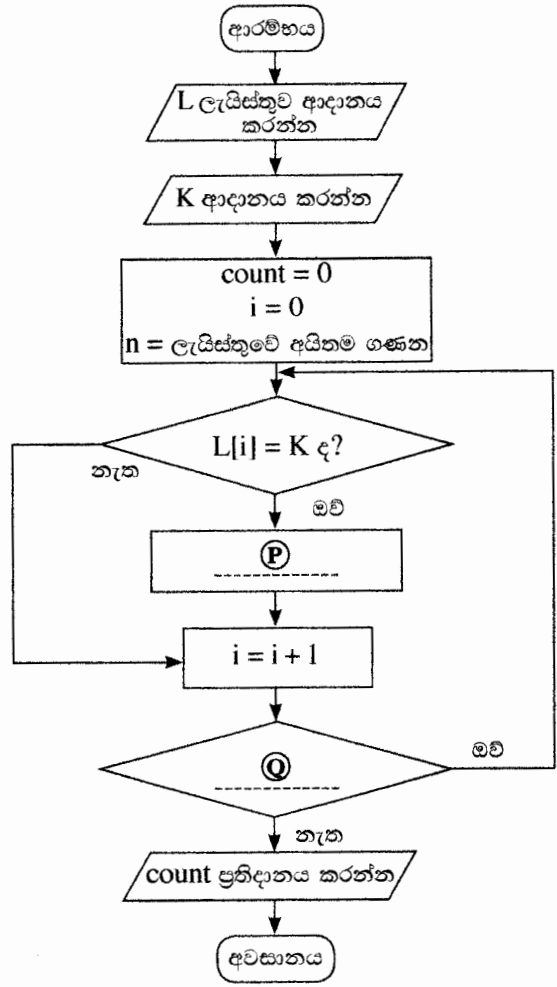 ආරම්භය
L ලැයිස්තුව ආදානය
කරන්න
K ආදානය කරන්න
count = 0
i = 0
n = ලැයිස්තුවේ අයිතම ගණන
L[i] = K ද?
නැත
ඔව්
P
i = i + 1
Q
ඔව්
නැත
count ප්‍රතිදානය කරන්න
අවසානය